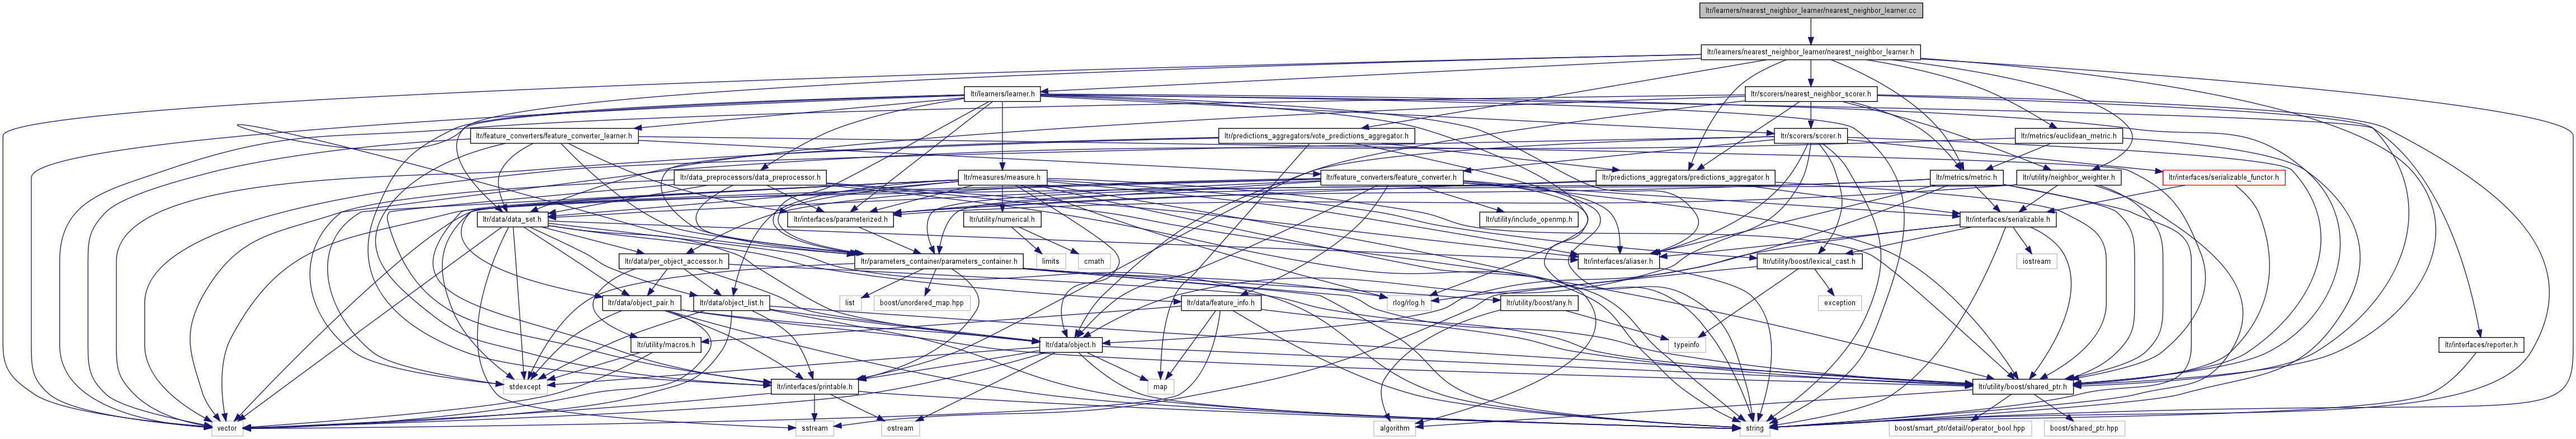 ltr/learners/nearest_neighbor_learner/nearest_neighbor_learner.cc
ltr/learners/nearest_neighbor_learner/nearest_neighbor_learner.h
ltr/learners/learner.h
ltr/scorers/nearest_neighbor_scorer.h
ltr/feature_converters/feature_converter_learner.h
ltr/predictions_aggregators/vote_predictions_aggregator.h
ltr/scorers/scorer.h
ltr/metrics/euclidean_metric.h
ltr/data_preprocessors/data_preprocessor.h
ltr/measures/measure.h
ltr/feature_converters/feature_converter.h
ltr/predictions_aggregators/predictions_aggregator.h
ltr/metrics/metric.h
ltr/utility/neighbor_weighter.h
ltr/interfaces/serializable_functor.h
ltr/data/data_set.h
ltr/interfaces/parameterized.h
ltr/utility/numerical.h
ltr/utility/include_openmp.h
ltr/interfaces/serializable.h
ltr/data/per_object_accessor.h
ltr/parameters_container/parameters_container.h
limits
cmath
ltr/interfaces/aliaser.h
ltr/utility/boost/lexical_cast.h
iostream
ltr/data/object_pair.h
ltr/data/object_list.h
list
boost/unordered_map.hpp
ltr/data/feature_info.h
rlog/rlog.h
ltr/utility/boost/any.h
exception
ltr/utility/macros.h
ltr/data/object.h
typeinfo
ltr/interfaces/reporter.h
stdexcept
ltr/interfaces/printable.h
map
ltr/utility/boost/shared_ptr.h
vector
sstream
ostream
algorithm
string
boost/smart_ptr/detail/operator_bool.hpp
boost/shared_ptr.hpp